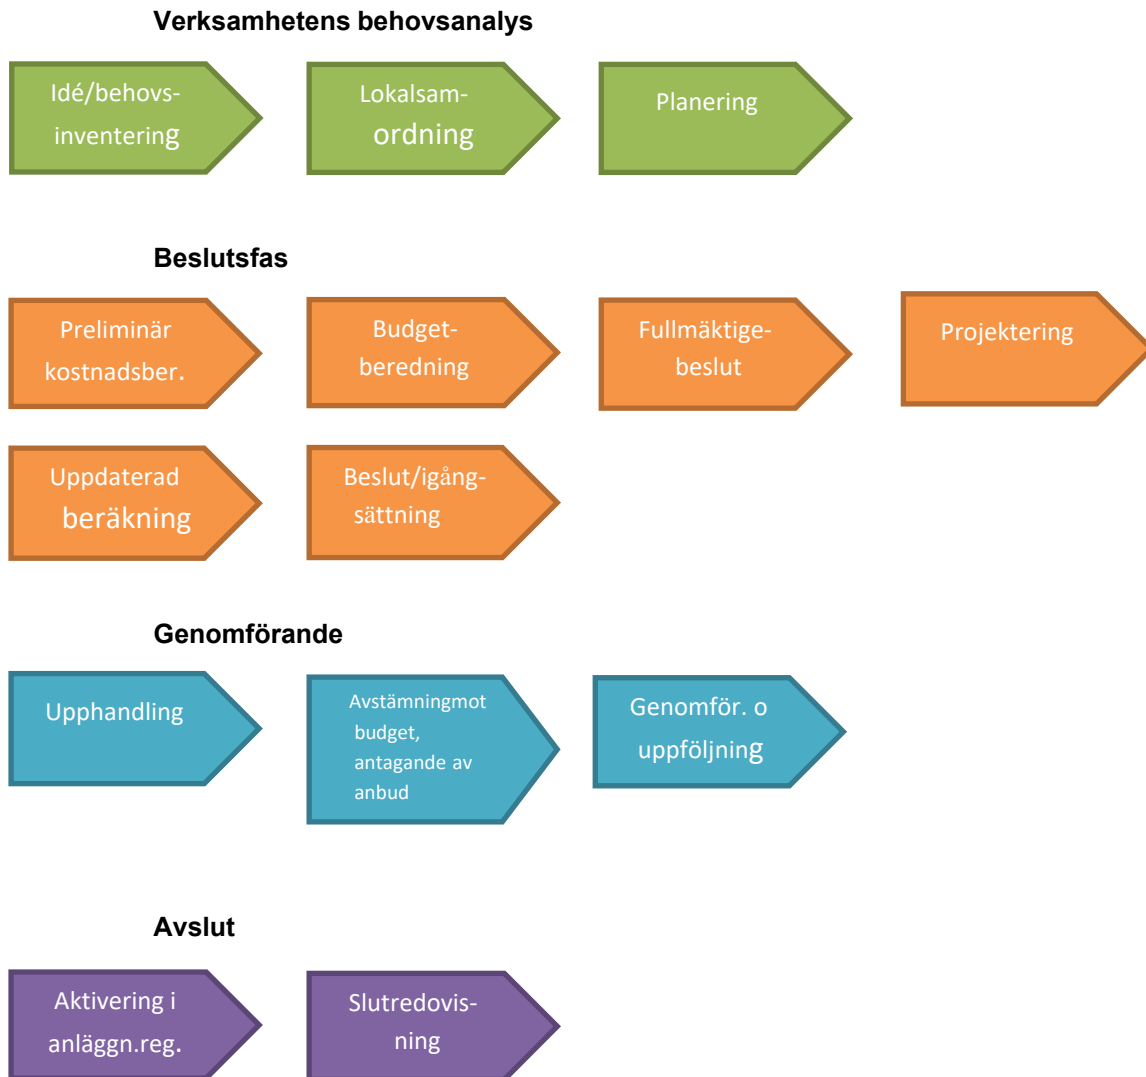 Verksamhetens behovsanalys
Idé/behovs-
inventering
Lokalsam-
ordning
Planering
Beslutsfas
Preliminär
kostnadsber.
Budget-
beredning
Fullmäktige-
beslut
Projektering
Uppdaterad
beräkning
Beslut/igång-
sättning
Genomförande
Upphandling
Avstämningmot
budget,
antagande av
anbud
Genomför. o
uppföljning
Avslut
Aktivering i
anläggn.reg.
Slutredovis-
ning